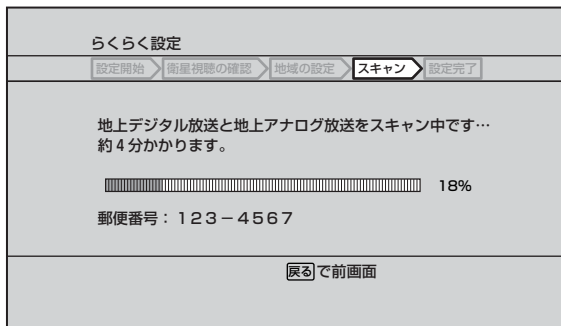 らくらく設定
設定開始 衛星視聴の確認 地域の設定 スキャン 設定完了
地上デジタル放送と地上アナログ放送をスキャン中です…
約4分かかります。
18%
郵便番号：１２３－４５６７
戻るで前画面